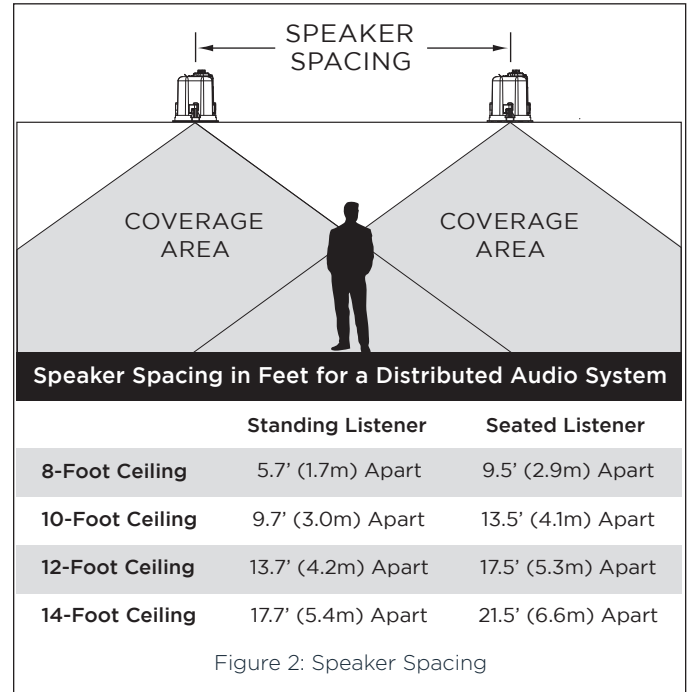 SPEAKER
SPACING
COVERAGE
AREA
COVERAGE
AREA
Speaker Spacing in Feet for a Distributed Audio System
Standing Listener Seated Listener
8-Foot Ceiling 5.7’ (1.7m) Apart 9.5’ (2.9m) Apart
10-Foot Ceiling 9.7’ (3.0m) Apart 13.5’ (4.1m) Apart
12-Foot Ceiling 13.7’ (4.2m) Apart 17.5’ (5.3m) Apart
14-Foot Ceiling 17.7’ (5.4m) Apart 21.5’ (6.6m) Apart
Figure 2: Speaker Spacing